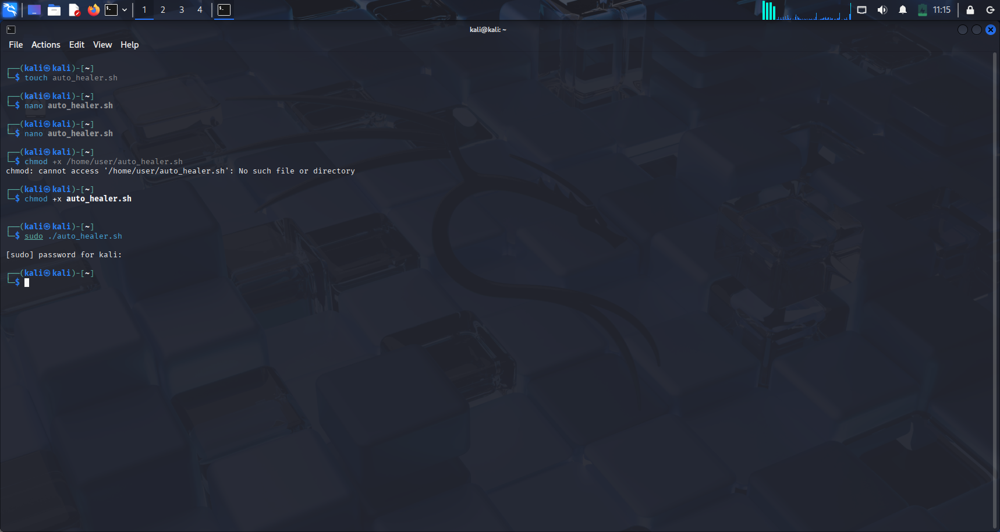 1 2 3 4 11:15
kali@kali: ~
File Actions Edit View Help
┌──(kali㉿kali)-[~]
└─$ touch auto_healer.sh
┌──(kali㉿kali)-[~]
└─$ nano auto_healer.sh
┌──(kali㉿kali)-[~]
└─$ nano auto_healer.sh
┌──(kali㉿kali)-[~]
└─$ chmod +x /home/user/auto_healer.sh
chmod: cannot access '/home/user/auto_healer.sh': No such file or directory
┌──(kali㉿kali)-[~]
└─$ chmod +x auto_healer.sh
┌──(kali㉿kali)-[~]
└─$ sudo ./auto_healer.sh
[sudo] password for kali:
┌──(kali㉿kali)-[~]
└─$